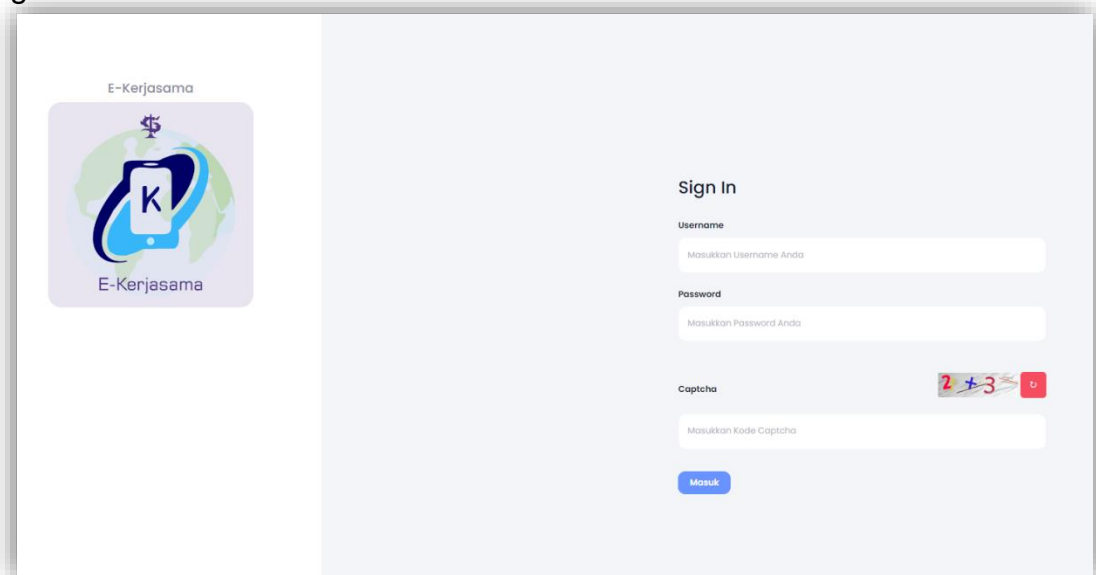 E-Kerjasama
K
E-Kerjasama
Sign In
Username
Masukkan Username Anda
Password
Masukkan Password Anda
Captcha
2 + 3
Masukkan Kode Captcha
Masuk